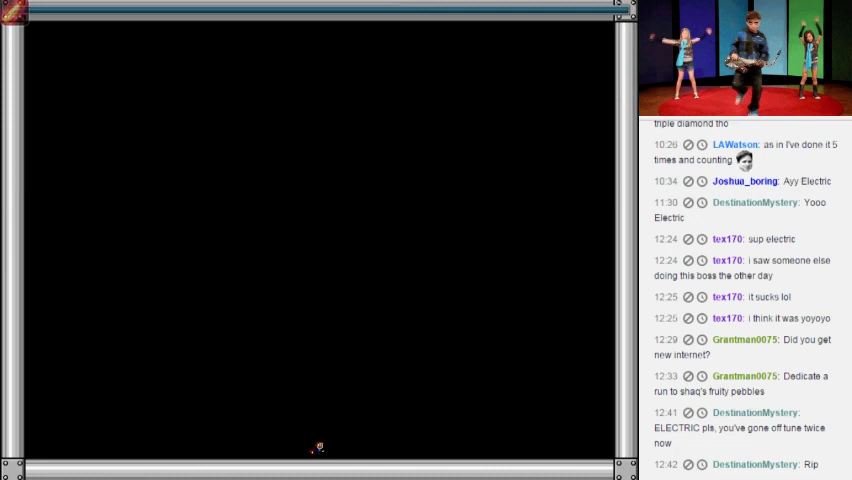 triple diamond tho
10:26 LAWatson: as in I've done it 5
times and counting
10:34 Joshua_boring: Ayy Electric
11:30 DestinationMystery: Yooo
Electric
12:24 tex170: sup electric
12:24 tex170: i saw someone else
doing this boss the other day
12:25 tex170: it sucks lol
12:25 tex170: i think it was yoyoyo
12:29 Grantman0075: Did you get
new internet?
12:33 Grantman0075: Dedicate a
run to shaq's fruity pebbles
12:41 DestinationMystery:
ELECTRIC pls, you've gone off tune twice
now
12:42 DestinationMystery: Rip